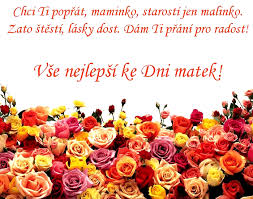 Chci Ti popřát, maminko, starostí jen malinko.
Zato štěstí, lásky dost. Dám Ti přání pro radost!
Vše nejlepší ke Dni matek!